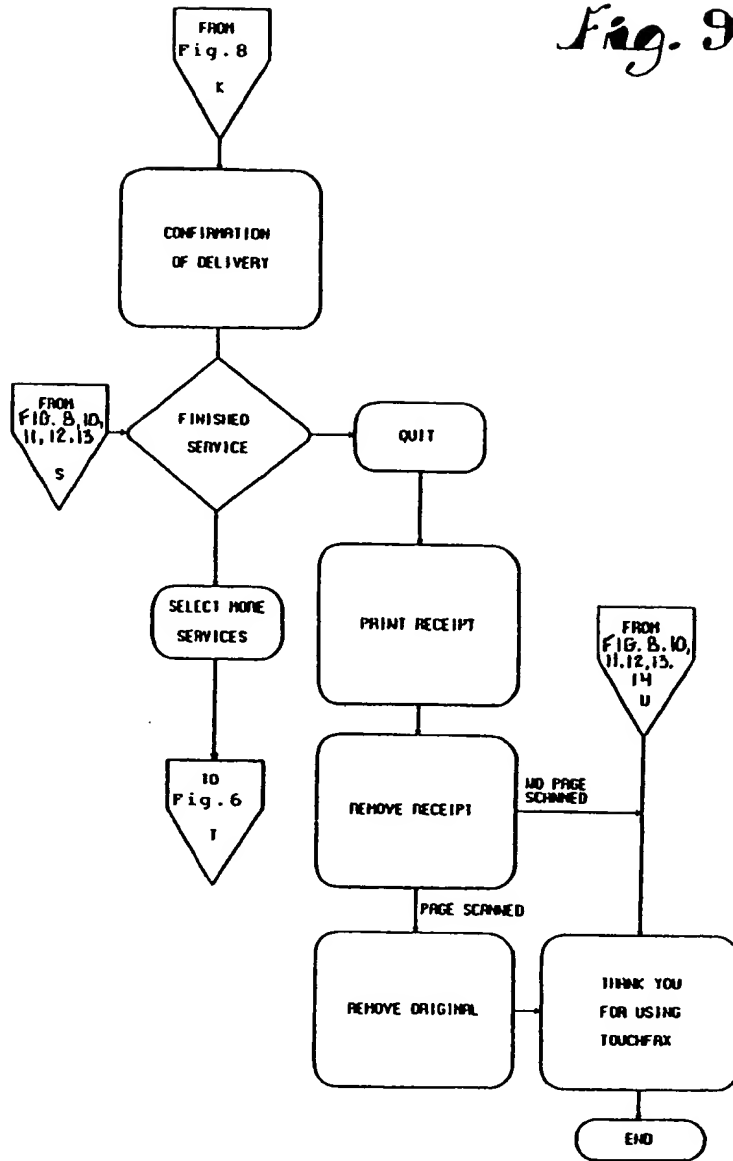 Fig. 9
FROM
Fig. 8
K
CONFIRMATION
OF DELIVERY
FROM
FIG. 8, 10,
11, 12, 13
S
FINISHED
SERVICE
QUIT
SELECT MORE
SERVICES
PRINT RECEIPT
FROM
FIG. 8, 10,
11, 12, 13,
14
U
TO
Fig. 6
T
REMOVE RECEIPT
NO PAGE
SCANNED
PAGE SCANNED
REMOVE ORIGINAL
THANK YOU
FOR USING
TOUCHFAX
END